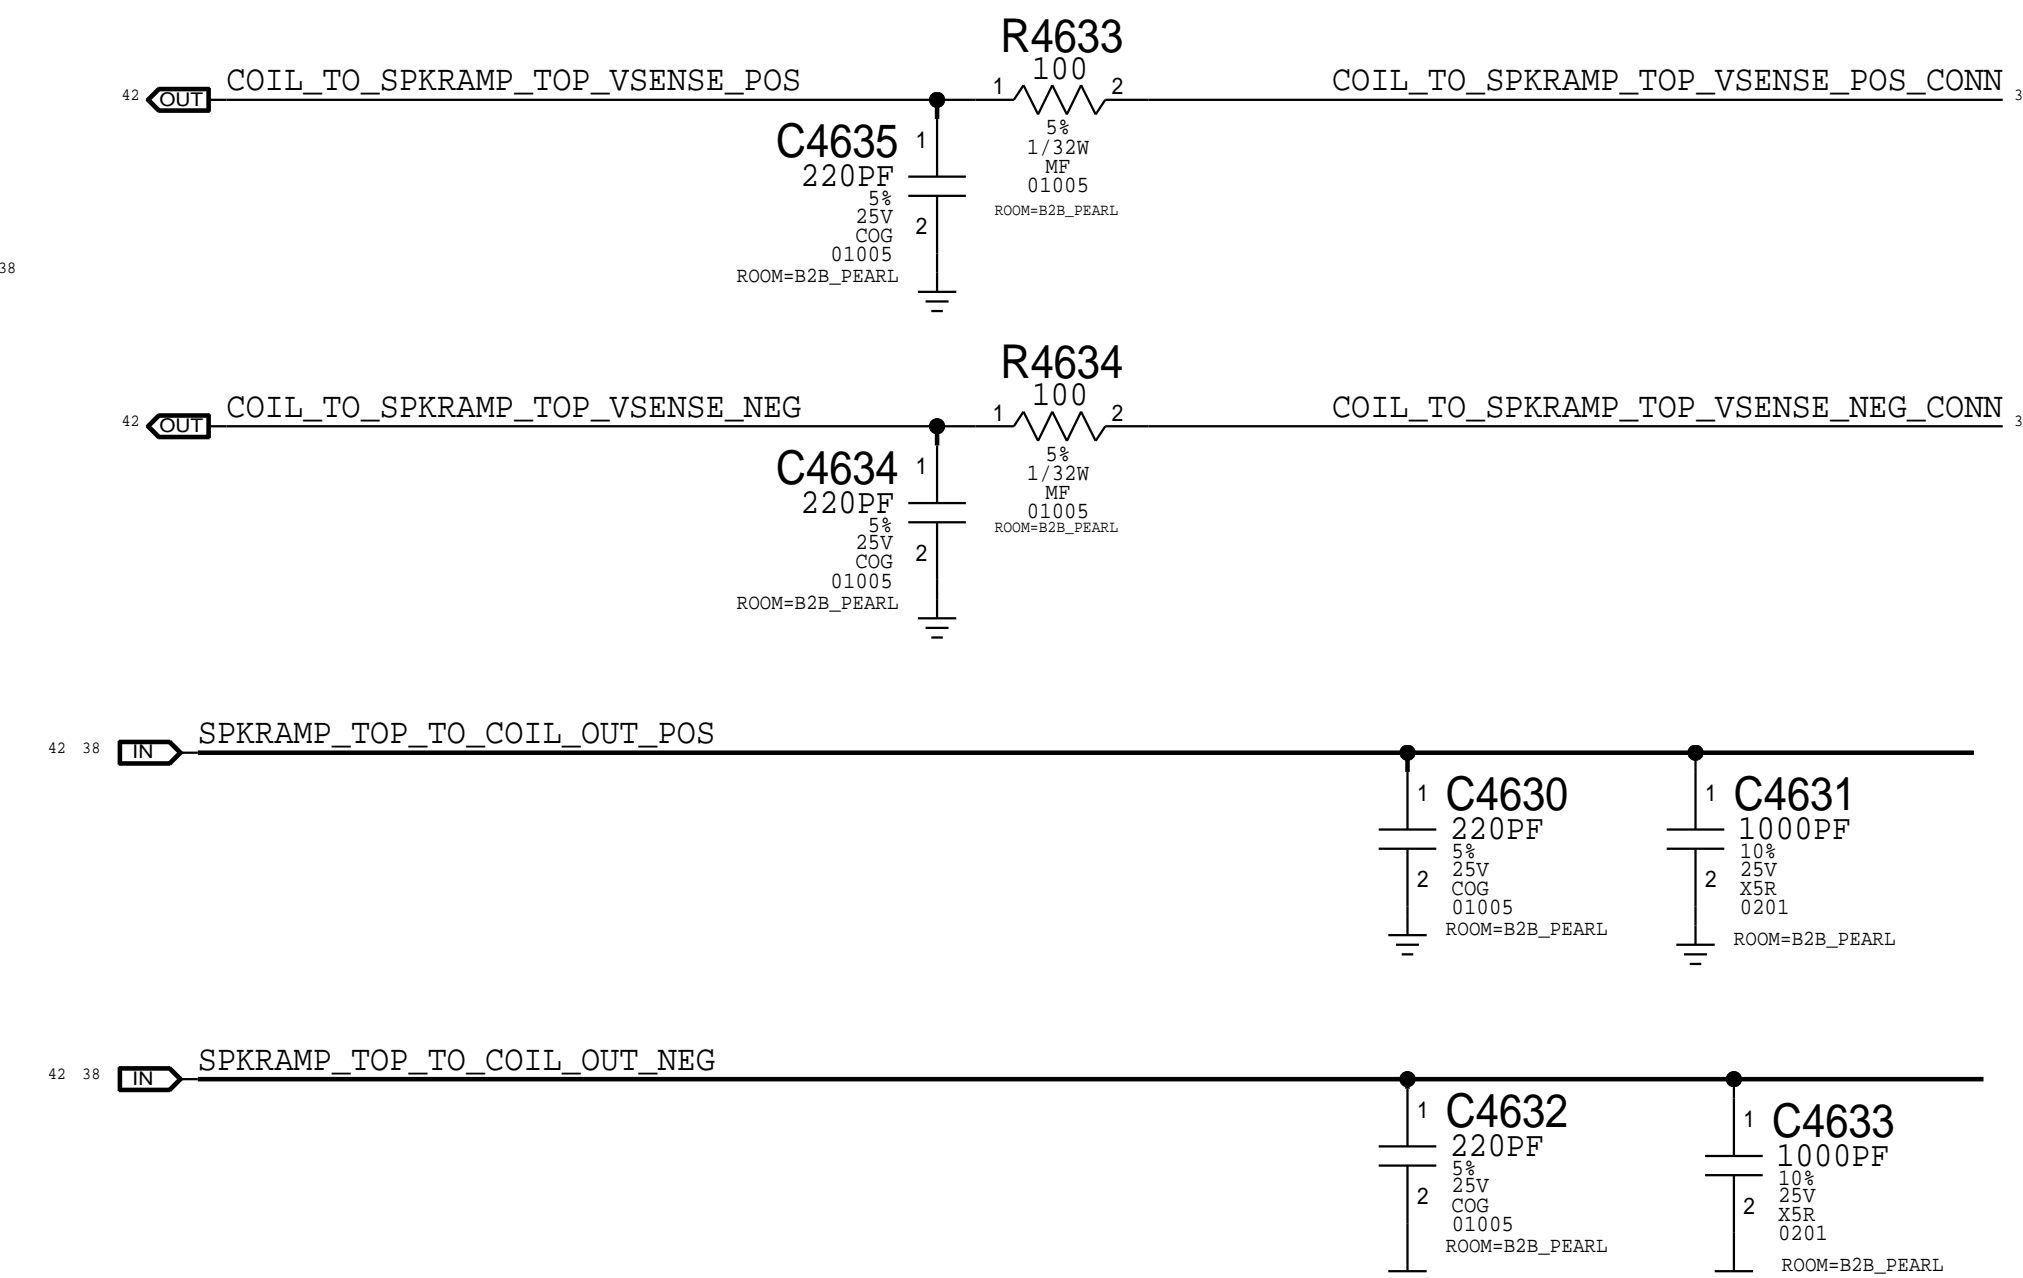 R4633
100
42 OUT COIL_TO_SPKRAMP_TOP_VSENSE_POS 1 2 COIL_TO_SPKRAMP_TOP_VSENSE_POS_CONN 3
5%
1/32W
MF
01005
ROOM=B2B_PEARL
C4635 1
220PF
5%
25V
2
COG
01005
ROOM=B2B_PEARL
38
R4634
100
42 OUT COIL_TO_SPKRAMP_TOP_VSENSE_NEG 1 2 COIL_TO_SPKRAMP_TOP_VSENSE_NEG_CONN 3
5%
1/32W
MF
01005
ROOM=B2B_PEARL
C4634 1
220PF
5%
25V
2
COG
01005
ROOM=B2B_PEARL
42 38 IN SPKRAMP_TOP_TO_COIL_OUT_POS
1 C4630
220PF
5%
25V
2
COG
01005
ROOM=B2B_PEARL
1 C4631
1000PF
10%
25V
2
X5R
0201
ROOM=B2B_PEARL
42 38 IN SPKRAMP_TOP_TO_COIL_OUT_NEG
1 C4632
220PF
5%
25V
2
COG
01005
ROOM=B2B_PEARL
1 C4633
1000PF
10%
25V
2
X5R
0201
ROOM=B2B_PEARL